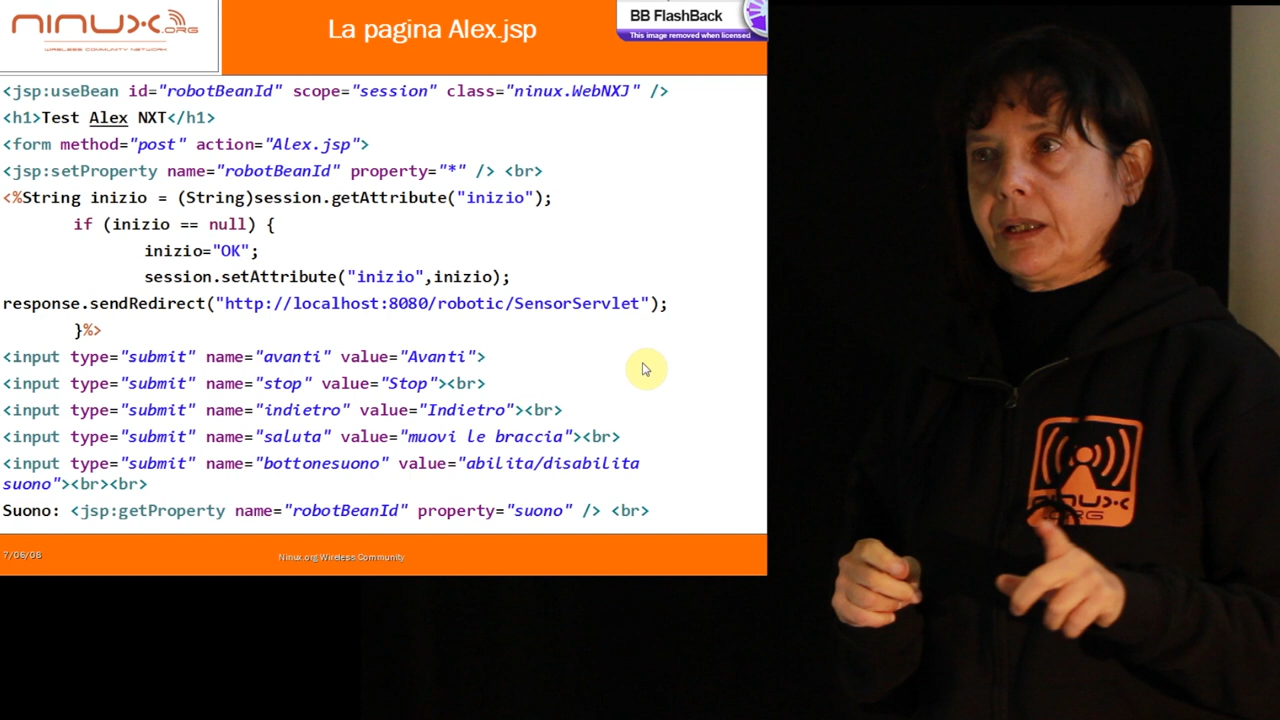 NINUX.ORG
WIRELESS COMMUNITY NETWORK
La pagina Alex.jsp
BB FlashBack
This image removed when licensed
<jsp:useBean id="robotBeanId" scope="session" class="ninux.WebNXJ" />
<h1>Test Alex NXT</h1>
<form method="post" action="Alex.jsp">
<jsp:setProperty name="robotBeanId" property="*" /> <br>
<%String inizio = (String)session.getAttribute("inizio");
if (inizio == null) {
inizio="OK";
session.setAttribute("inizio",inizio);
response.sendRedirect("http://localhost:8080/robotic/SensorServlet");
}%>
<input type="submit" name="avanti" value="Avanti">
<input type="submit" name="stop" value="Stop"><br>
<input type="submit" name="indietro" value="Indietro"><br>
<input type="submit" name="saluta" value="muovi le braccia"><br>
<input type="submit" name="bottonesuono" value="abilita/disabilita
suono"><br><br>
Suono: <jsp:getProperty name="robotBeanId" property="suono" /> <br>
7/06/08
Ninux.org Wireless Community
NINUX
.ORG